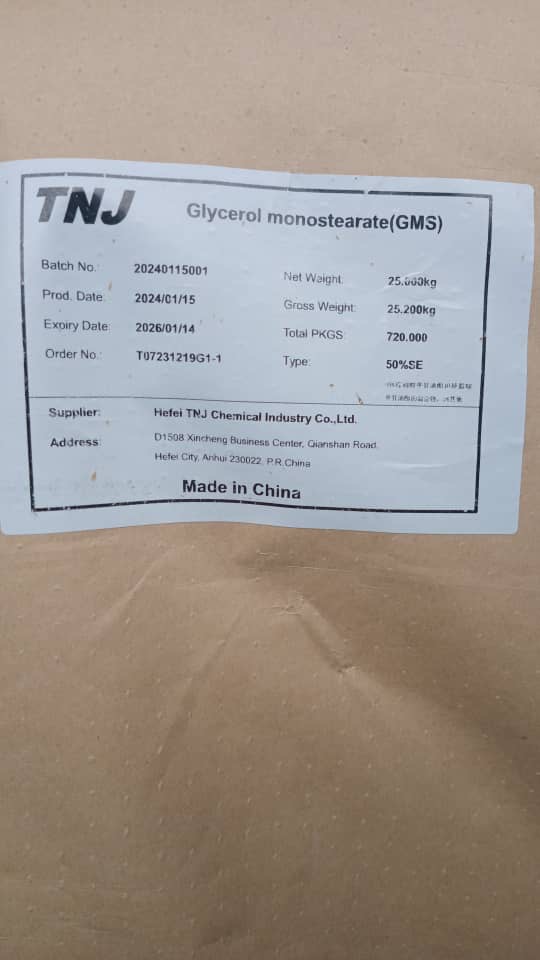 TNJ
Glycerol monostearate(GMS)
Batch No.: 20240115001
Net Weight: 25.000kg
Prod. Date: 2024/01/15
Gross Weight: 25.200kg
Expiry Date: 2026/01/14
Total PKGS: 720.000
Order No.: T07231219G1-1
Type: 50%SE
Supplier: Hefei TNJ Chemical Industry Co.,Ltd.
Address: D1508 Xincheng Business Center, Qianshan Road,
Hefei City, Anhui 230022, P.R.China
Made in China